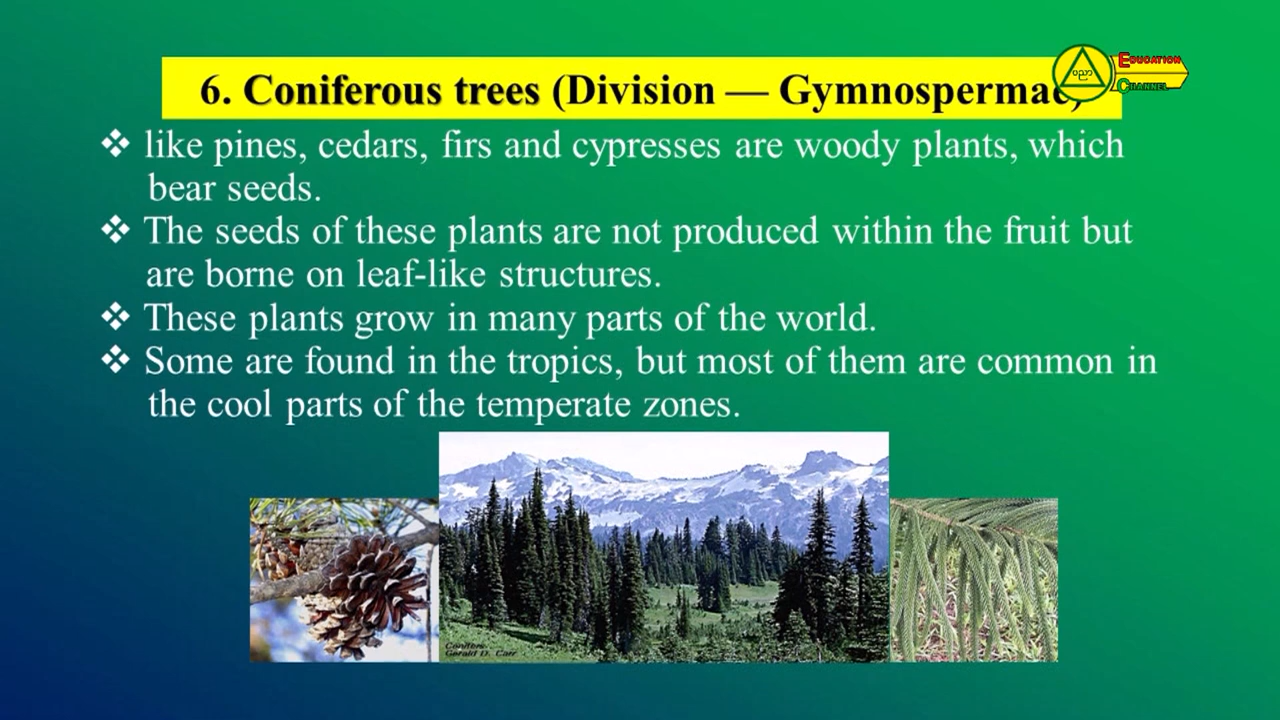 6. Coniferous trees (Division — Gymnospermae)
EDUCATION
CHANNEL
ပညာ
❖ like pines, cedars, firs and cypresses are woody plants, which
bear seeds.
❖ The seeds of these plants are not produced within the fruit but
are borne on leaf-like structures.
❖ These plants grow in many parts of the world.
❖ Some are found in the tropics, but most of them are common in
the cool parts of the temperate zones.
Conifers
Gerald D. Carr